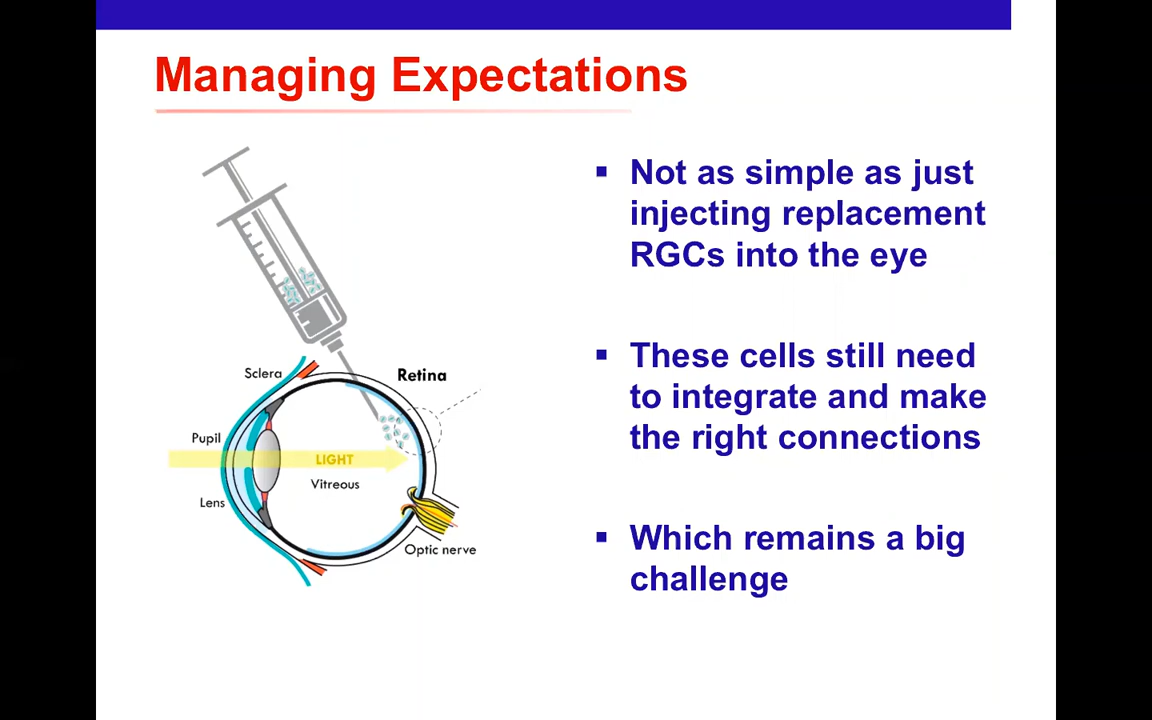 Managing Expectations
▪ Not as simple as just
injecting replacement
RGCs into the eye
▪ These cells still need
to integrate and make
the right connections
▪ Which remains a big
challenge
Sclera
Retina
Pupil
LIGHT
Vitreous
Lens
Optic nerve